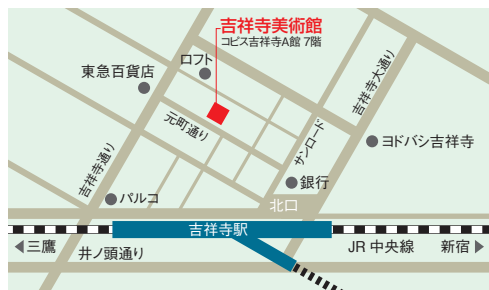 吉祥寺美術館
コピス吉祥寺A館 7階
ロフト
東急百貨店
吉祥寺大通り
元町通り
サンロード
ヨドバシ吉祥寺
吉祥寺通り
銀行
パルコ
北口
吉祥寺駅
三鷹
井ノ頭通り
JR 中央線
新宿